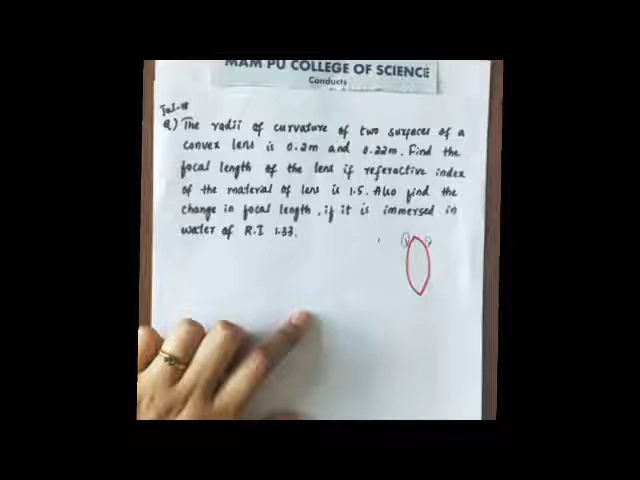 MAM PU COLLEGE OF SCIENCE
Conducts
Q) The radii of curvature of two surfaces of a
convex lens is 0.2m and 0.22m. Find the
focal length of the lens if referactive index
of the material of lens is 1.5. Also find the
change in focal length, if it is immersed in
water of R.I 1.33.